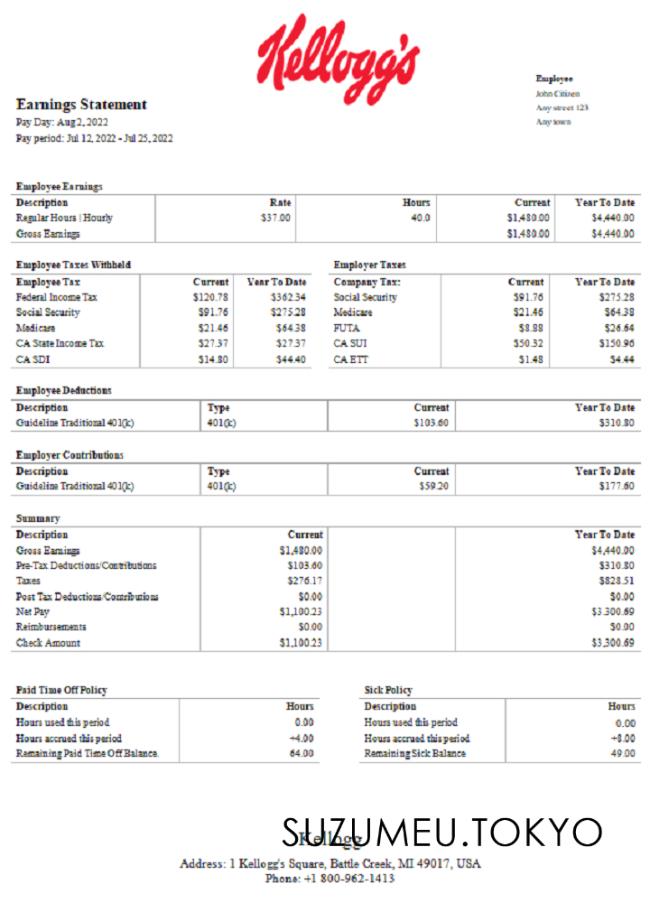 Kellogg's
Employee
John Citizen
Any street 123
Any town
Earnings Statement
Pay Day: Aug 2, 2022
Pay period: Jul 12, 2022 - Jul 25, 2022
Employee Earnings
Description Rate Hours Current Year To Date
Regular Hours | Hourly $37.00 40.0 $1,480.00 $4,440.00
Gross Earnings $1,480.00 $4,440.00
Employee Taxes Withheld Employer Taxes
Employee Tax Current Year To Date Company Tax: Current Year To Date
Federal Income Tax $120.78 $362.34 Social Security $91.76 $275.28
Social Security $91.76 $275.28 Medicare $21.46 $64.38
Medicare $21.46 $64.38 FUTA $8.88 $26.64
CA State Income Tax $27.37 $27.37 CA SUI $50.32 $150.96
CA SDI $14.80 $44.40 CA ETT $1.48 $4.44
Employee Deductions
Description Type Current Year To Date
Guideline Traditional 401(k) 401(k) $103.60 $310.80
Employer Contributions
Description Type Current Year To Date
Guideline Traditional 401(k) 401(k) $59.20 $177.60
Summary
Description Current Year To Date
Gross Earnings $1,480.00 $4,440.00
Pre-Tax Deductions/Contributions $103.60 $310.80
Taxes $276.17 $828.51
Post Tax Deductions/Contributions $0.00 $0.00
Net Pay $1,100.23 $3,300.69
Reimbursements $0.00 $0.00
Check Amount $1,100.23 $3,300.69
Paid Time Off Policy Sick Policy
Description Hours Description Hours
Hours used this period 0.00 Hours used this period 0.00
Hours accrued this period +4.00 Hours accrued this period +8.00
Remaining Paid Time Off Balance 64.00 Remaining Sick Balance 49.00
SUZUMEU.TOKYO
Kellogg
Address: 1 Kellogg's Square, Battle Creek, MI 49017, USA
Phone: +1 800-962-1413